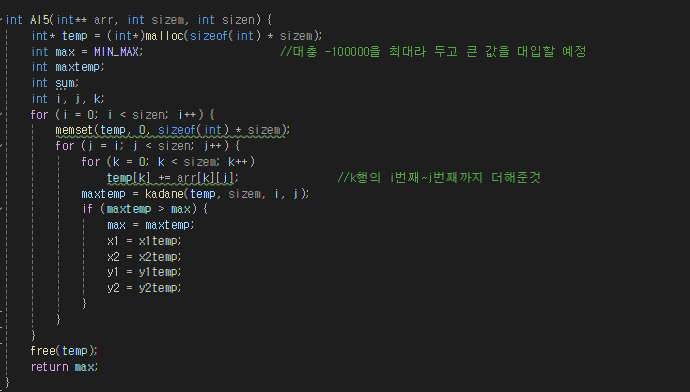 int AI5(int** arr, int sizem, int sizen) {
int* temp = (int*)malloc(sizeof(int) * sizem);
int max = MIN_MAX; //대충 -100000을 최대라 두고 큰 값을 대입할 예정
int maxtemp;
int sum;
int i, j, k;
for (i = 0; i < sizen; i++) {
memset(temp, 0, sizeof(int) * sizem);
for (j = i; j < sizen; j++) {
for (k = 0; k < sizem; k++)
temp[k] += arr[k][j]; //k행의 i번째~j번째까지 더해준것
maxtemp = kadane(temp, sizem, i, j);
if (maxtemp > max) {
max = maxtemp;
x1 = x1temp;
x2 = x2temp;
y1 = y1temp;
y2 = y2temp;
}
}
}
free(temp);
return max;
}